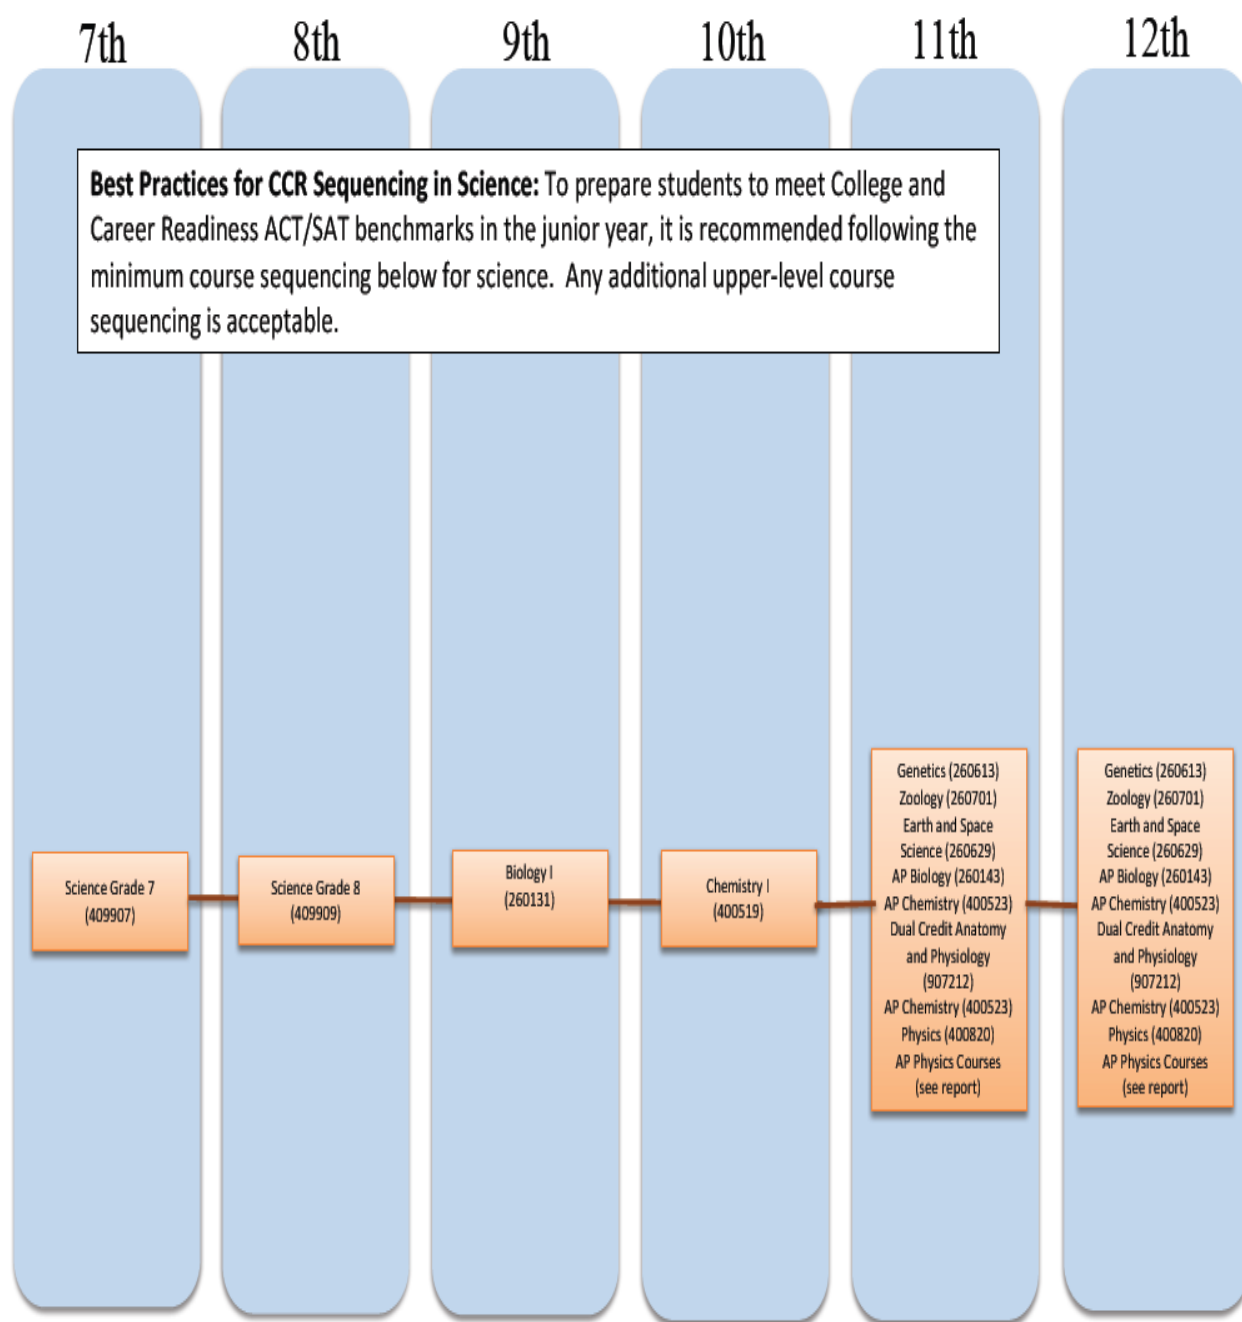 7th
8th
9th
10th
11th
12th
Best Practices for CCR Sequencing in Science: To prepare students to meet College and
Career Readiness ACT/SAT benchmarks in the junior year, it is recommended following the
minimum course sequencing below for science.  Any additional upper-level course
sequencing is acceptable.
Science Grade 7
(409907)
Science Grade 8
(409909)
Biology I
(260131)
Chemistry I
(400519)
Genetics (260613)
Zoology (260701)
Earth and Space
Science (260629)
AP Biology (260143)
AP Chemistry (400523)
Dual Credit Anatomy
and Physiology
(907212)
AP Chemistry (400523)
Physics (400820)
AP Physics Courses
(see report)
Genetics (260613)
Zoology (260701)
Earth and Space
Science (260629)
AP Biology (260143)
AP Chemistry (400523)
Dual Credit Anatomy
and Physiology
(907212)
AP Chemistry (400523)
Physics (400820)
AP Physics Courses
(see report)